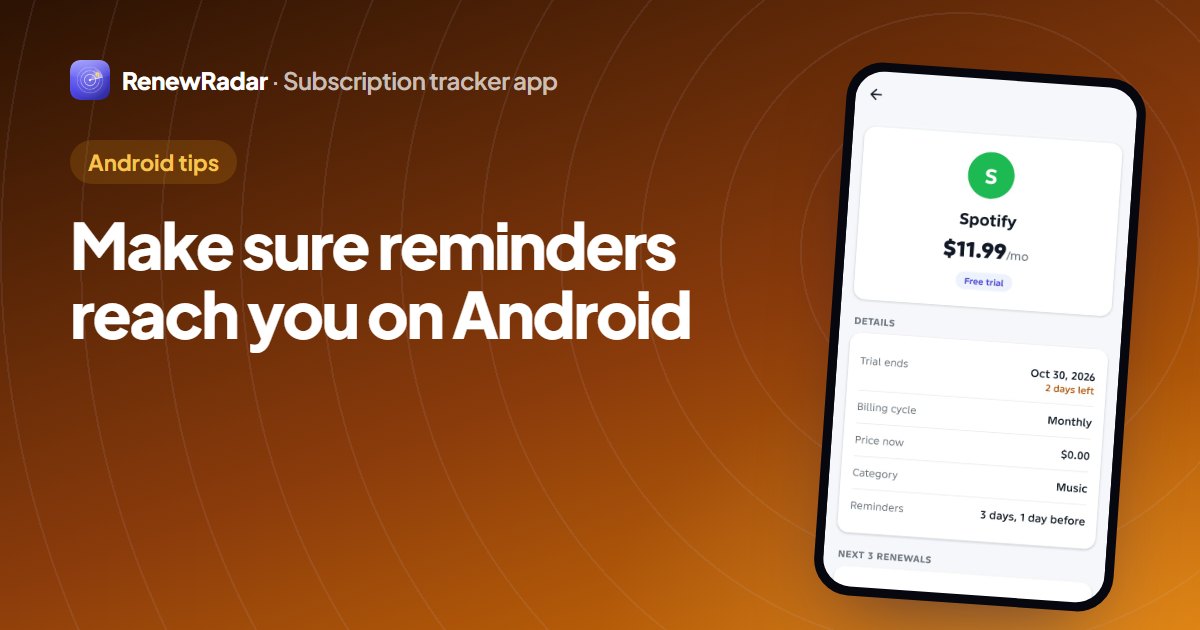 RenewRadar · Subscription tracker app
Android tips
Make sure reminders
reach you on Android
S
Spotify
$11.99/mo
Free trial
DETAILS
Trial ends
Oct 30, 2026
2 days left
Billing cycle
Monthly
Price now
$0.00
Category
Music
Reminders
3 days, 1 day before
NEXT 3 RENEWALS